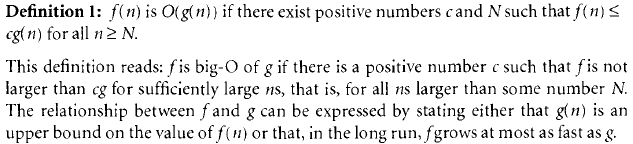 Definition 1: f(n) is O(g(n)) if there exist positive numbers c and N such that f(n) ≤
cg(n) for all n ≥ N.
This definition reads: f is big-O of g if there is a positive number c such that f is not
larger than cg for sufficiently large ns, that is, for all ns larger than some number N.
The relationship between f and g can be expressed by stating either that g(n) is an
upper bound on the value of f(n) or that, in the long run, f grows at most as fast as g.